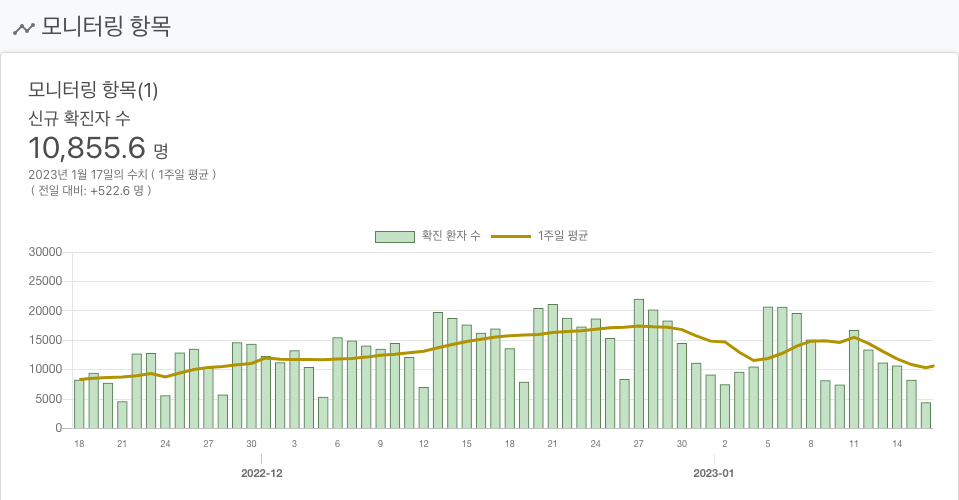 모니터링 항목
모니터링 항목(1)
신규 확진자 수
10,855.6 명
2023년 1월 17일의 수치 ( 1주일 평균 )
( 전일 대비: +522.6 명 )
확진 환자 수 1주일 평균
30000
25000
20000
15000
10000
5000
0
18 21 24 27 30 3 6 9 12 15 18 21 24 27 30 2 5 8 11 14
2022-12 2023-01